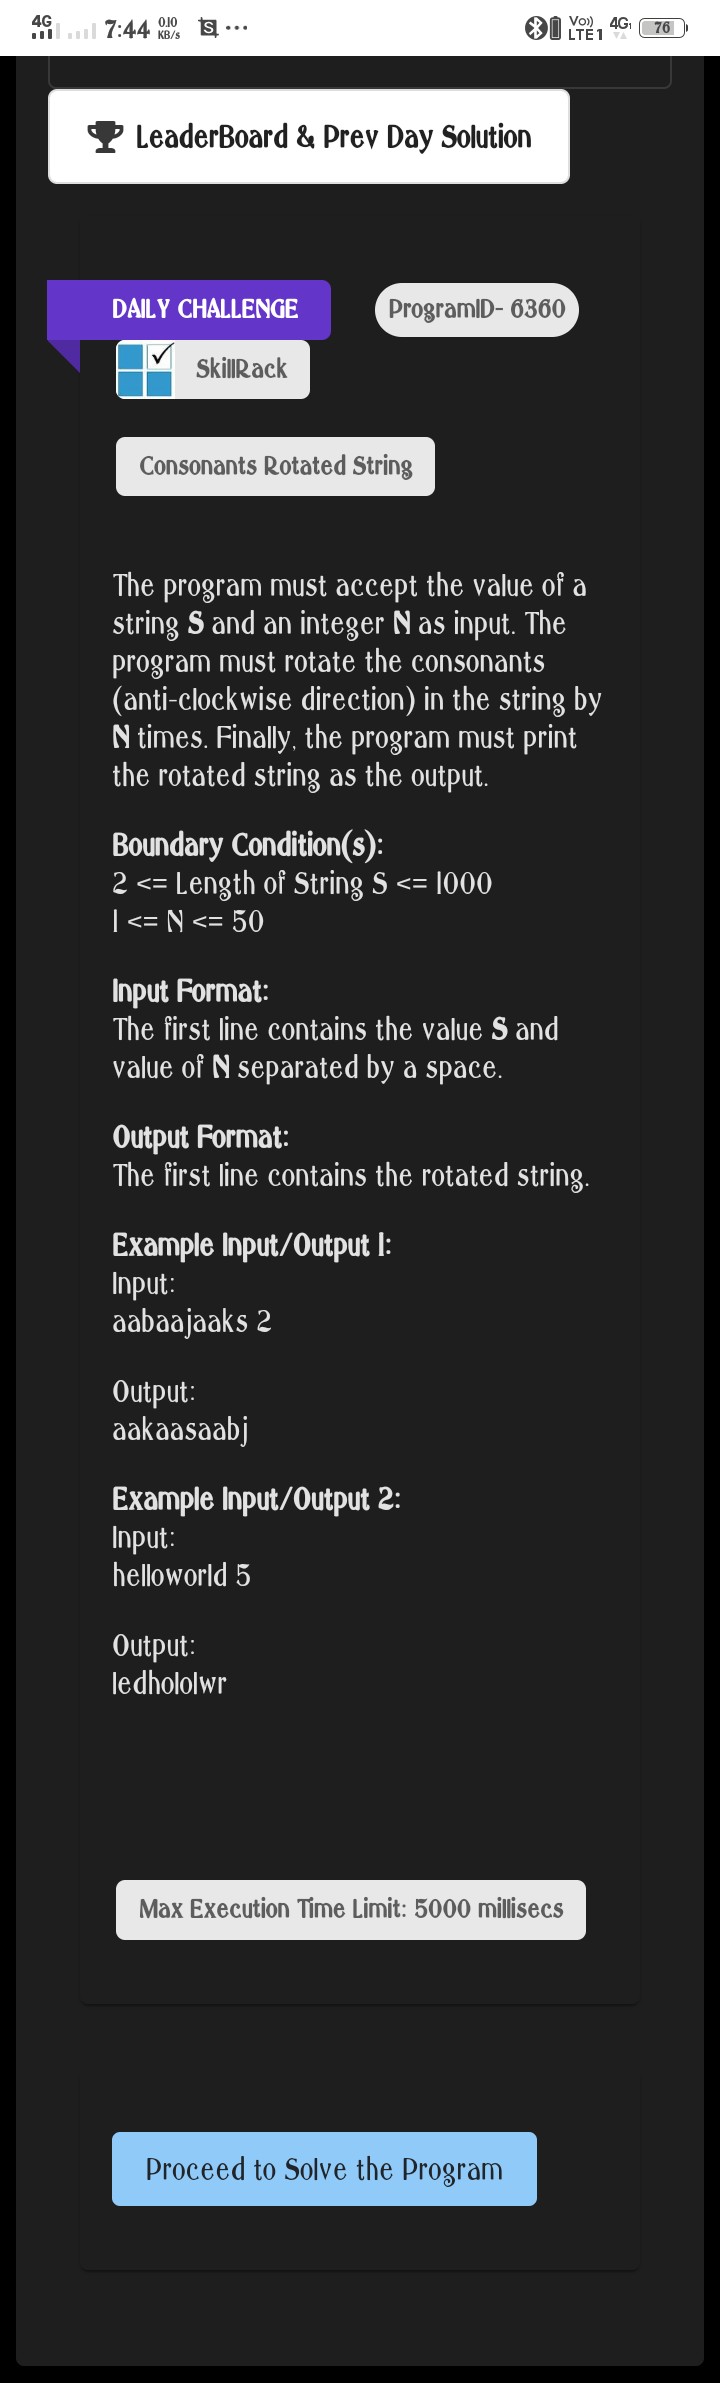 4G 7:44 0.10 KB/s S ... Vo)) LTE1 4G 76
LeaderBoard & Prev Day Solution
DAILY CHALLENGE ProgramID- 6360
SkillRack
Consonants Rotated String
The program must accept the value of a
string S and an integer N as input. The
program must rotate the consonants
(anti-clockwise direction) in the string by
N times. Finally, the program must print
the rotated string as the output.
Boundary Condition(s):
2 <= Length of String S <= 1000
1 <= N <= 50
Input Format:
The first line contains the value S and
value of N separated by a space.
Output Format:
The first line contains the rotated string.
Example Input/Output 1:
Input:
aabaajaaks 2
Output:
aakaasaabj
Example Input/Output 2:
Input:
helloworld 5
Output:
ledhololwr
Max Execution Time Limit: 5000 millisecs
Proceed to Solve the Program